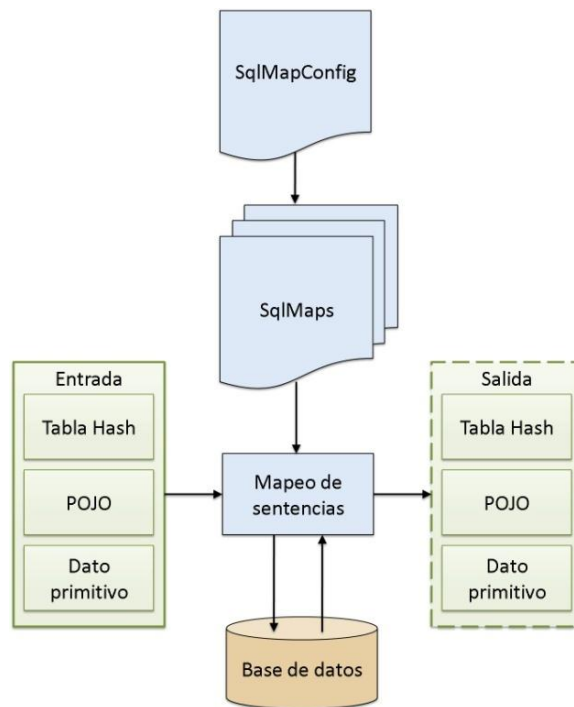 SqlMapConfig
SqlMaps
Entrada
Tabla Hash
POJO
Dato
primitivo
Mapeo de
sentencias
Salida
Tabla Hash
POJO
Dato
primitivo
Base de datos